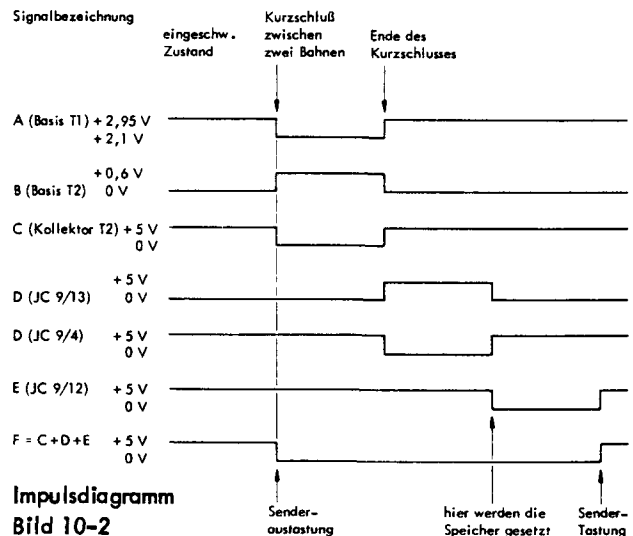 Signalbezeichnung
eingeschw.
Zustand
Kurzschluß
zwischen
zwei Bahnen
Ende des
Kurzschlusses
A (Basis T1) + 2,95 V
+ 2,1 V
+ 0,6 V
B (Basis T2) 0 V
C (Kollektor T2) + 5 V
0 V
+ 5 V
D (JC 9/13) 0 V
D (JC 9/4) + 5 V
0 V
E (JC 9/12) + 5 V
0 V
F = C+D+E + 5 V
0 V
Impulsdiagramm
Bild 10-2
Sender-
austastung
hier werden die
Speicher gesetzt
Sender-
Tastung